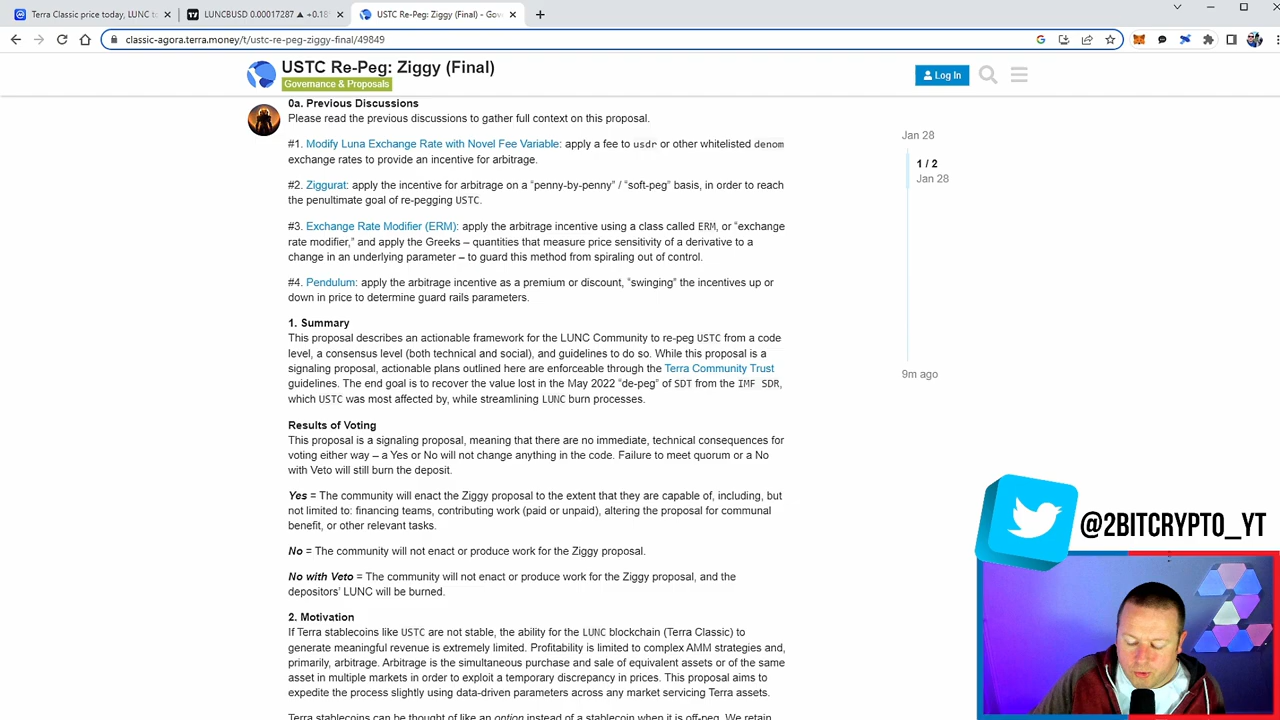 Terra Classic price today, LUNC to
LUNCBUSD 0.00017287 ▲ +0.18
USTC Re-Peg: Ziggy (Final) - Gov
classic-agora.terra.money/t/ustc-re-peg-ziggy-final/49849
USTC Re-Peg: Ziggy (Final)
Governance & Proposals
Log In
0a. Previous Discussions
Please read the previous discussions to gather full context on this proposal.
#1. Modify Luna Exchange Rate with Novel Fee Variable: apply a fee to usdr or other whitelisted denom
exchange rates to provide an incentive for arbitrage.
#2. Ziggurat: apply the incentive for arbitrage on a “penny-by-penny” / “soft-peg” basis, in order to reach
the penultimate goal of re-pegging USTC.
#3. Exchange Rate Modifier (ERM): apply the arbitrage incentive using a class called ERM, or “exchange
rate modifier,” and apply the Greeks – quantities that measure price sensitivity of a derivative to a
change in an underlying parameter – to guard this method from spiraling out of control.
#4. Pendulum: apply the arbitrage incentive as a premium or discount, “swinging” the incentives up or
down in price to determine guard rails parameters.
1. Summary
This proposal describes an actionable framework for the LUNC Community to re-peg USTC from a code
level, a consensus level (both technical and social), and guidelines to do so. While this proposal is a
signaling proposal, actionable plans outlined here are enforceable through the Terra Community Trust
guidelines. The end goal is to recover the value lost in the May 2022 “de-peg” of SDT from the IMF SDR,
which USTC was most affected by, while streamlining LUNC burn processes.
Results of Voting
This proposal is a signaling proposal, meaning that there are no immediate, technical consequences for
voting either way – a Yes or No will not change anything in the code. Failure to meet quorum or a No
with Veto will still burn the deposit.
Yes = The community will enact the Ziggy proposal to the extent that they are capable of, including, but
not limited to: financing teams, contributing work (paid or unpaid), altering the proposal for communal
benefit, or other relevant tasks.
No = The community will not enact or produce work for the Ziggy proposal.
No with Veto = The community will not enact or produce work for the Ziggy proposal, and the
depositors’ LUNC will be burned.
2. Motivation
If Terra stablecoins like USTC are not stable, the ability for the LUNC blockchain (Terra Classic) to
generate meaningful revenue is extremely limited. Profitability is limited to complex AMM strategies and,
primarily, arbitrage. Arbitrage is the simultaneous purchase and sale of equivalent assets or of the same
asset in multiple markets in order to exploit a temporary discrepancy in prices. This proposal aims to
expedite the process slightly using data-driven parameters across any market servicing Terra assets.
Terra stablecoins can be thought of like an option instead of a stablecoin when it is off-peg. We retain
Jan 28
1 / 2
Jan 28
9m ago
@2BITCRYPTO_YT